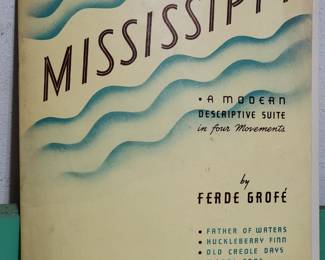 MISSISSIPPI
• A MODERN
DESCRIPTIVE SUITE
in four Movements
by
FERDE GROFÉ
• FATHER OF WATERS
• HUCKLEBERRY FINN
• OLD CREOLE DAYS